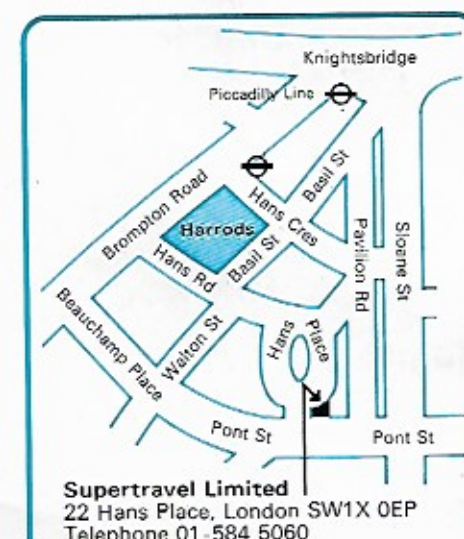 Knightsbridge
Piccadilly Line
Basil St
Brompton Road
Hans Cres
Harrods
Pavilion Rd
Sloane St
Hans Rd
Basil St
Beauchamp Place
Walton St
Hans Place
Pont St
Pont St
Supertravel Limited
22 Hans Place, London SW1X 0EP
Telephone 01-584 5060